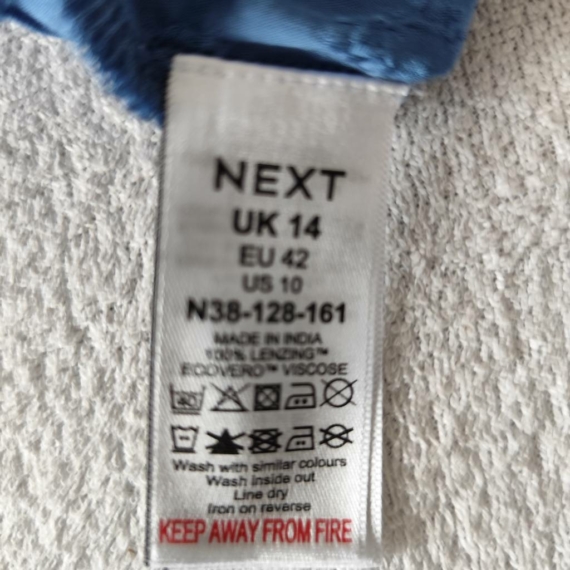 NEXT
UK 14
EU 42
US 10
N38-128-161
MADE IN INDIA
100% LENZING™
ECOVERO™ VISCOSE
Wash with similar colours
Wash inside out
Line dry
Iron on reverse
KEEP AWAY FROM FIRE